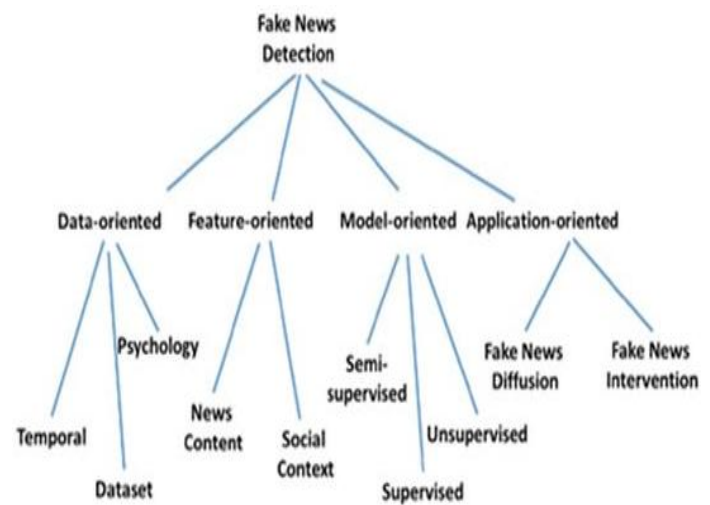 Fake News
Detection
Data-oriented Feature-oriented Model-oriented Application-oriented
Psychology
Semi-
supervised
Fake News
Diffusion
Fake News
Intervention
Temporal
News
Content
Social
Context
Unsupervised
Dataset
Supervised